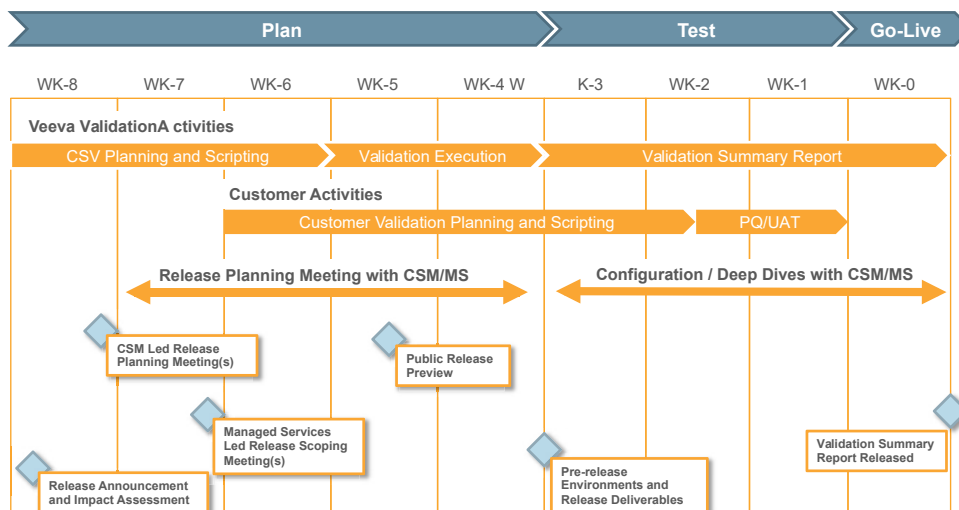 Plan
Test
Go-Live
WK-8
WK-7
WK-6
WK-5
WK-4 W
K-3
WK-2
WK-1
WK-0
Veeva ValidationA ctivities
CSV Planning and Scripting
Validation Execution
Validation Summary Report
Customer Activities
Customer Validation Planning and Scripting
PQ/UAT
Release Planning Meeting with CSM/MS
Configuration / Deep Dives with CSM/MS
CSM Led Release
Planning Meeting(s)
Public Release
Preview
Managed Services
Led Release Scoping
Meeting(s)
Validation Summary
Report Released
Release Announcement
and Impact Assessment
Pre-release
Environments and
Release Deliverables